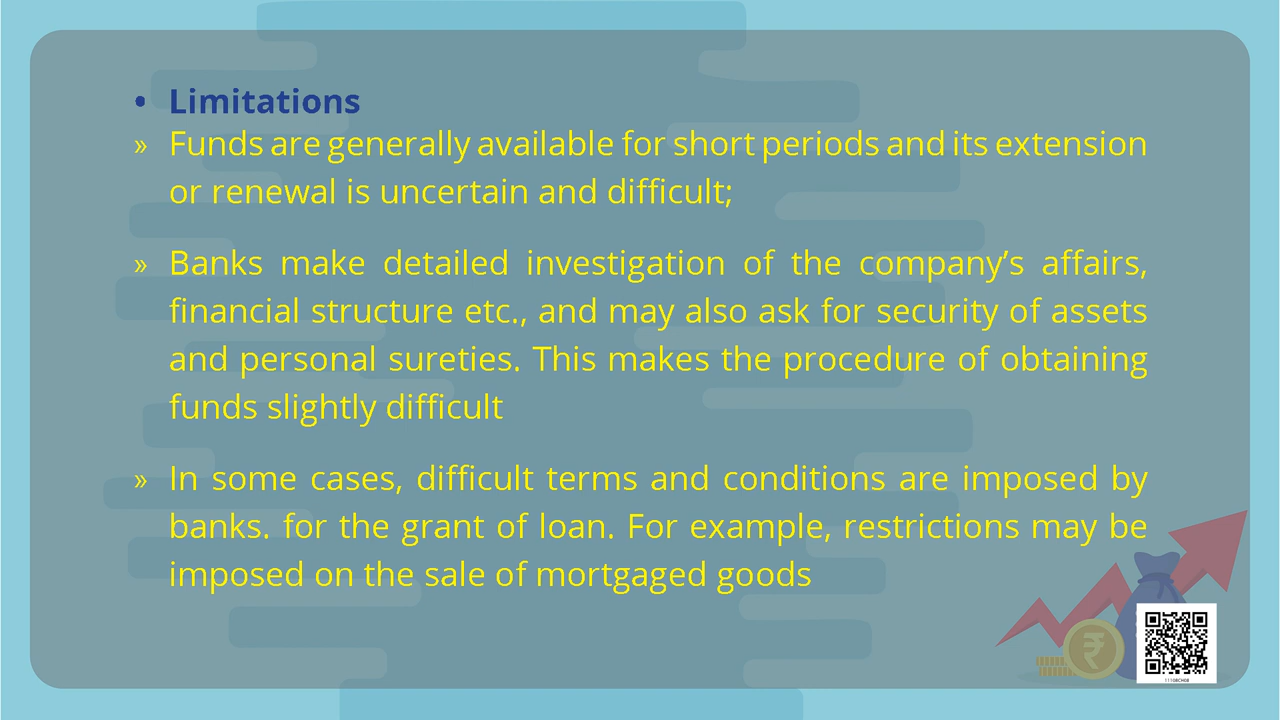 • Limitations
» Funds are generally available for short periods and its extension
or renewal is uncertain and difficult;
» Banks make detailed investigation of the company’s affairs,
financial structure etc., and may also ask for security of assets
and personal sureties. This makes the procedure of obtaining
funds slightly difficult
» In some cases, difficult terms and conditions are imposed by
banks. for the grant of loan. For example, restrictions may be
imposed on the sale of mortgaged goods
₹
11108CH08